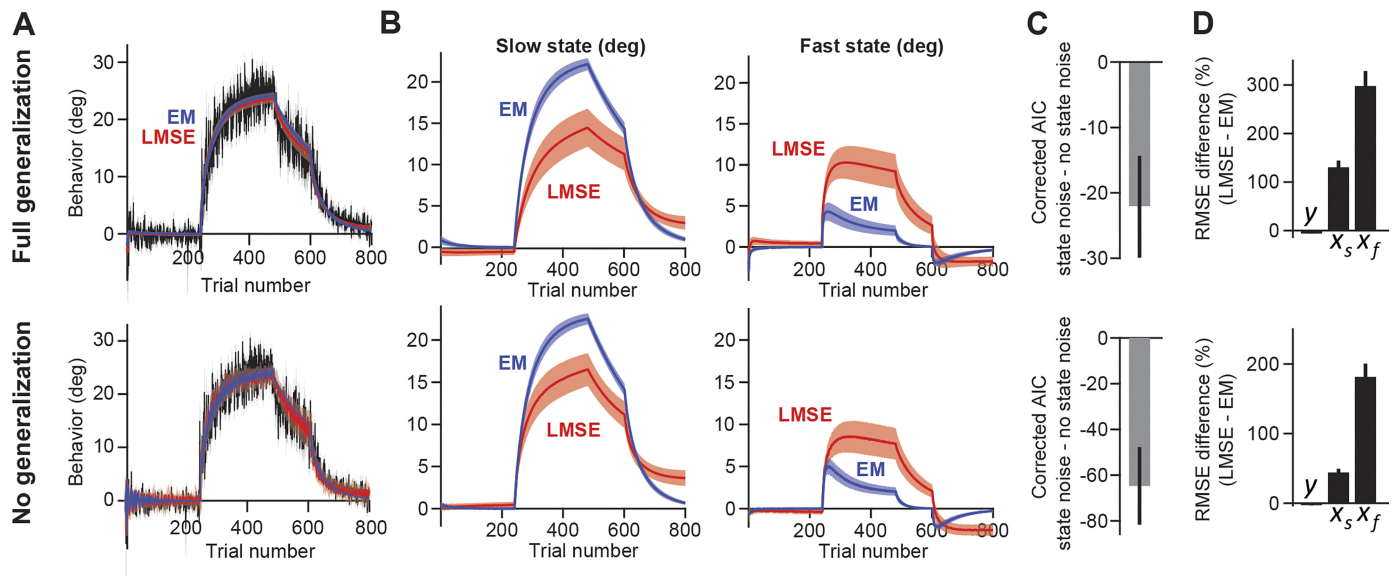 A
Full generalization
Behavior (deg)
30
20
10
0
EM
LMSE
200
400
600
800
Trial number
B
Slow state (deg)
20
15
10
5
0
EM
LMSE
200
400
600
800
Trial number
Fast state (deg)
20
15
10
5
0
LMSE
EM
200
400
600
800
Trial number
C
Corrected AIC
state noise - no state noise
0
-10
-20
-30
D
RMSE difference (%)
(LMSE - EM)
300
200
100
0
y
xs
xf
No generalization
Behavior (deg)
30
20
10
0
200
400
600
800
Trial number
20
15
10
5
0
EM
LMSE
200
400
600
800
Trial number
20
15
10
5
0
LMSE
EM
200
400
600
800
Trial number
Corrected AIC
state noise - no state noise
0
-20
-40
-60
-80
RMSE difference (%)
(LMSE - EM)
200
100
0
y
xs
xf